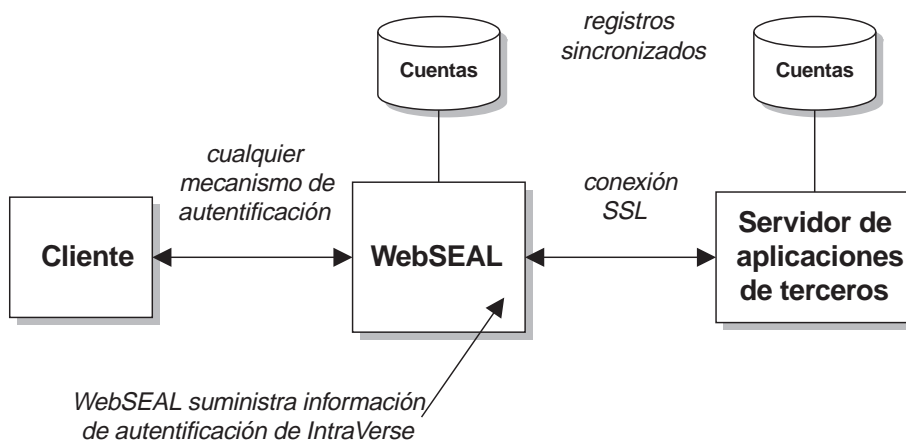 registros
sincronizados
Cuentas
Cuentas
cualquier
mecanismo de
autentificación
conexión
SSL
Cliente
WebSEAL
Servidor de
aplicaciones
de terceros
WebSEAL suministra información
de autentificación de IntraVerse